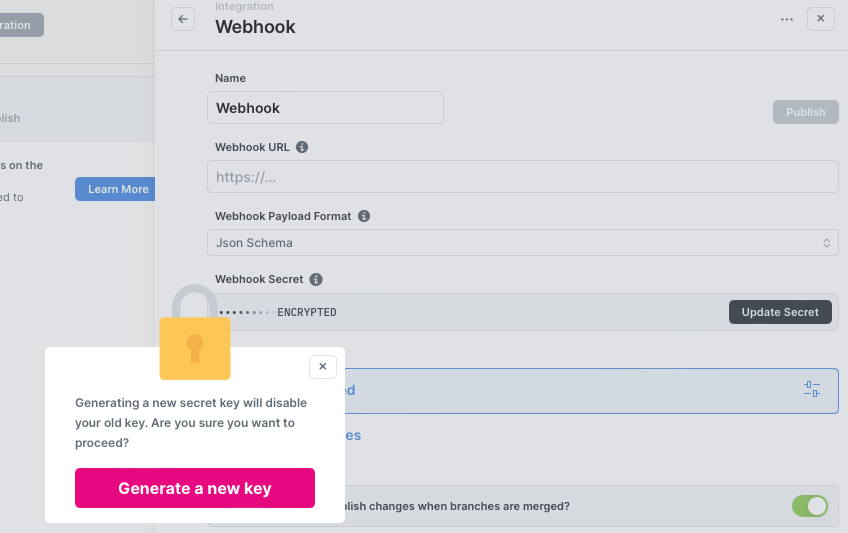 ration
Integration
Webhook
Name
Webhook
Publish
lish
Webhook URL
https://...
s on the
ed to
Learn More
Webhook Payload Format
Json Schema
Webhook Secret
••••••••• ENCRYPTED
Update Secret
ed
es
Generating a new secret key will disable
your old key. Are you sure you want to
proceed?
Generate a new key
blish changes when branches are merged?